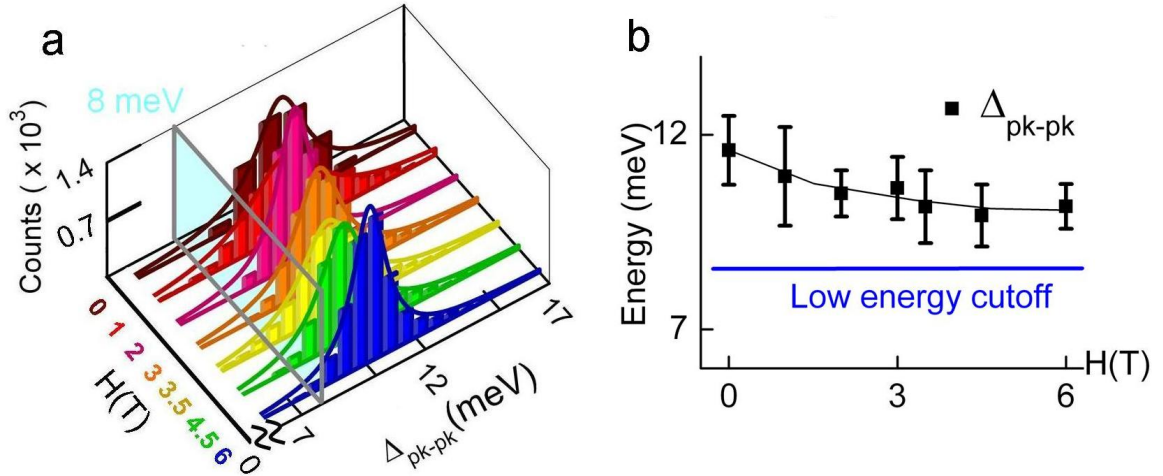 a
8 meV
Counts ( x 10³)
1.4
0.7
0 1 2 3 3.5 4.5 6
H(T)
0 7 12 17
Δpk-pk(meV)
b
Energy (meV)
12
7
Δpk-pk
Low energy cutoff
0 3 6
H(T)